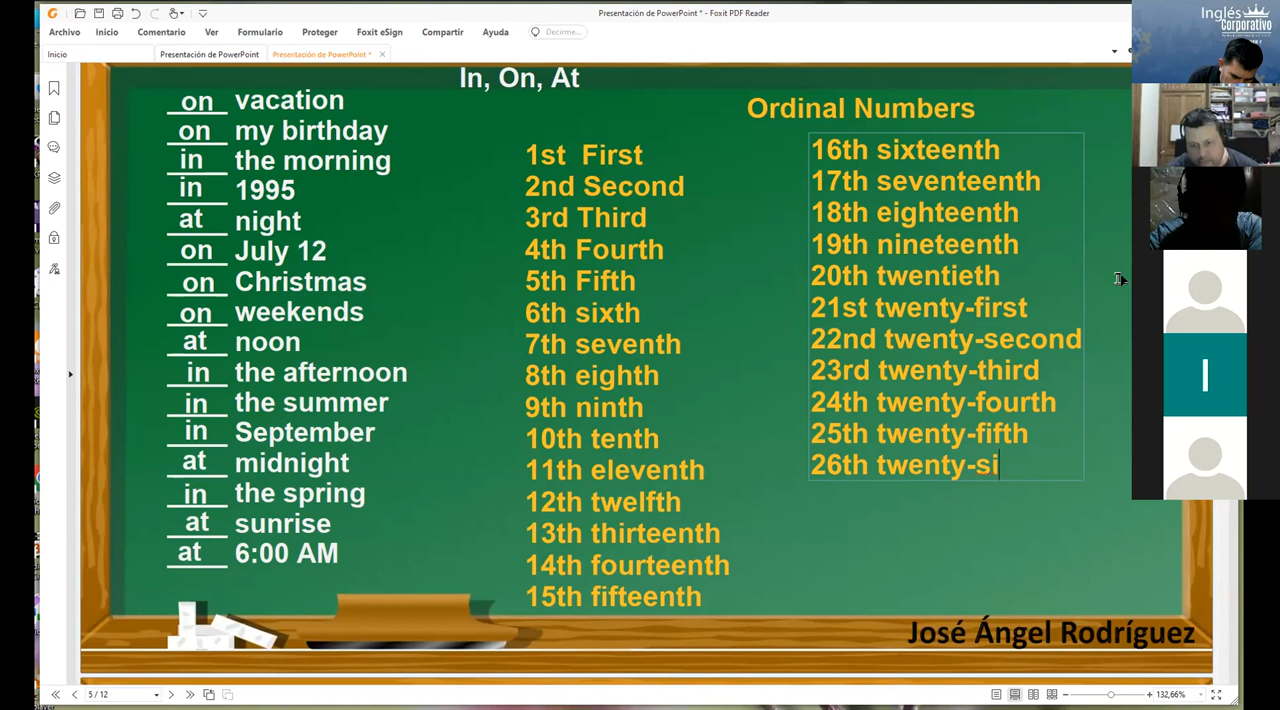 Presentación de PowerPoint * - Foxit PDF Reader
Archivo Inicio Comentario Ver Formulario Proteger Foxit eSign Compartir Ayuda Decirme...
Inicio Presentación de PowerPoint Presentación de PowerPoint *
In, On, At
on vacation
on my birthday
in the morning
in 1995
at night
on July 12
on Christmas
on weekends
at noon
in the afternoon
in the summer
in September
at midnight
in the spring
at sunrise
at 6:00 AM
1st First
2nd Second
3rd Third
4th Fourth
5th Fifth
6th sixth
7th seventh
8th eighth
9th ninth
10th tenth
11th eleventh
12th twelfth
13th thirteenth
14th fourteenth
15th fifteenth
Ordinal Numbers
16th sixteenth
17th seventeenth
18th eighteenth
19th nineteenth
20th twentieth
21st twenty-first
22nd twenty-second
23rd twenty-third
24th twenty-fourth
25th twenty-fifth
26th twenty-si
José Ángel Rodríguez
Inglés
Corporativo
I
5 / 12
132,66%